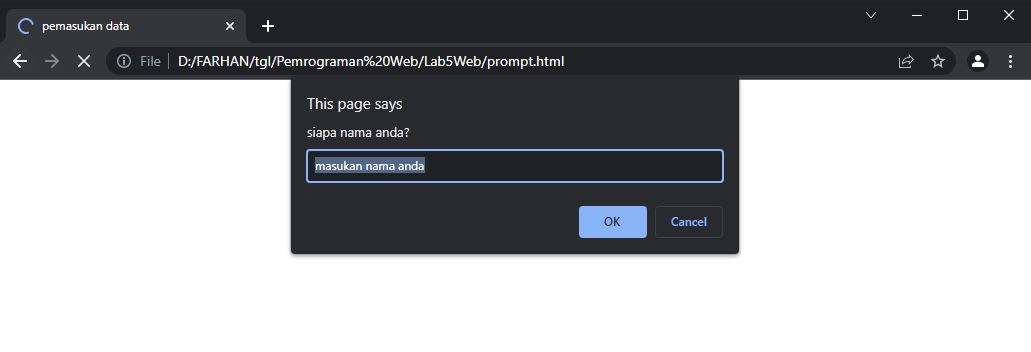 pemasukan data
File D:/FARHAN/tgl/Pemrograman%20Web/Lab5Web/prompt.html
This page says
siapa nama anda?
masukan nama anda
OK Cancel